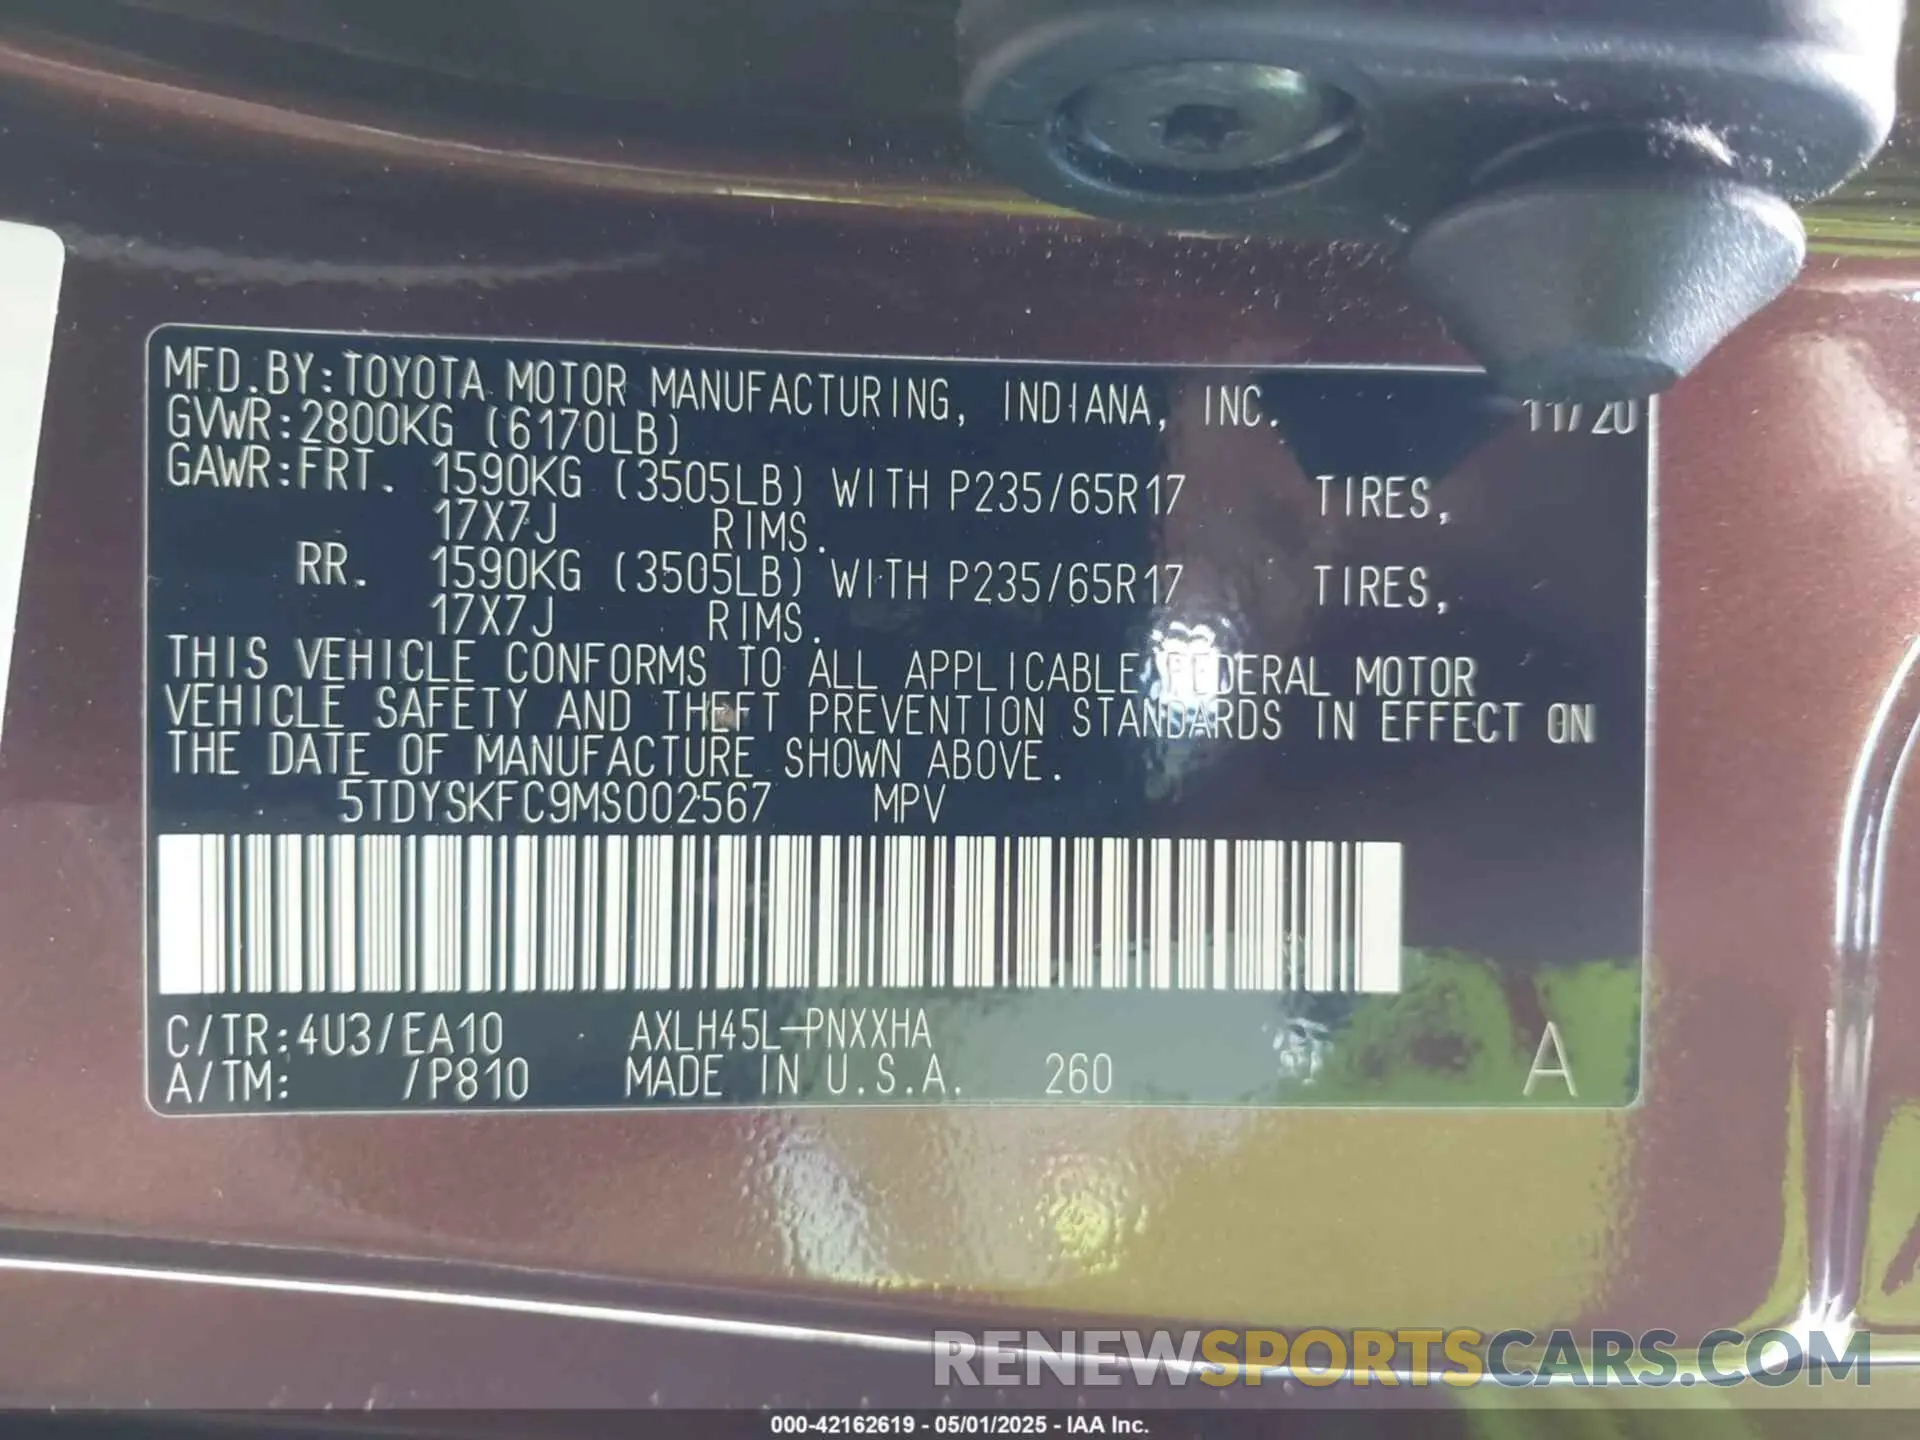 MFD.BY:TOYOTA MOTOR MANUFACTURING, INDIANA, INC. 11/20
GVWR:2800KG (6170LB)
GAWR:FRT. 1590KG (3505LB) WITH P235/65R17 TIRES,
17X7J RIMS.
RR. 1590KG (3505LB) WITH P235/65R17 TIRES,
17X7J RIMS.
THIS VEHICLE CONFORMS TO ALL APPLICABLE FEDERAL MOTOR
VEHICLE SAFETY AND THEFT PREVENTION STANDARDS IN EFFECT ON
THE DATE OF MANUFACTURE SHOWN ABOVE.
5TDYSKFC9MS002567 MPV
C/TR:4U3/EA10 AXLH45L-PNXXHA
A/TM: /P810 MADE IN U.S.A. 260 A
RENEWSPORTSCARS.COM
000-42162619 - 05/01/2025 - IAA Inc.